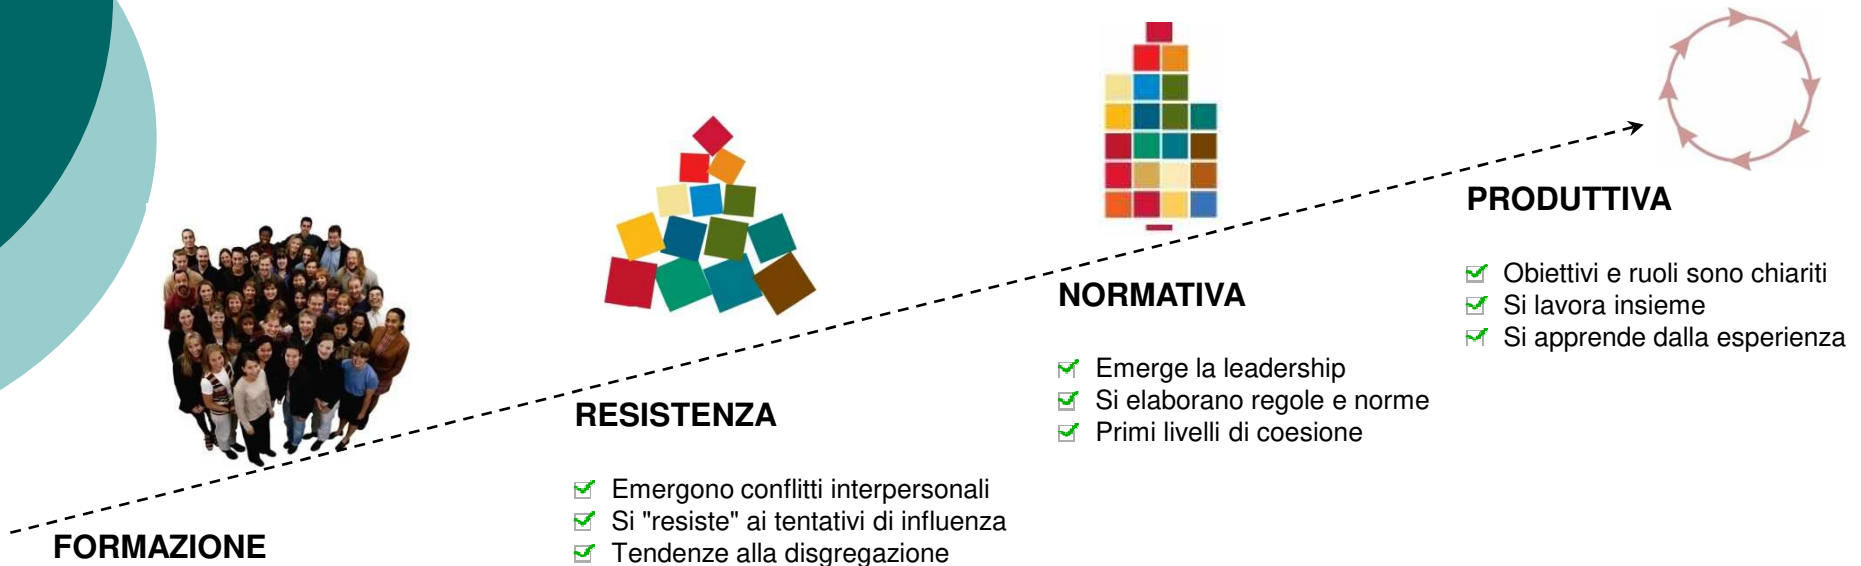 FORMAZIONE
RESISTENZA
Emergono conflitti interpersonali
Si "resiste" ai tentativi di influenza
Tendenze alla disgregazione
NORMATIVA
Emerge la leadership
Si elaborano regole e norme
Primi livelli di coesione
PRODUTTIVA
Obiettivi e ruoli sono chiariti
Si lavora insieme
Si apprende dalla esperienza